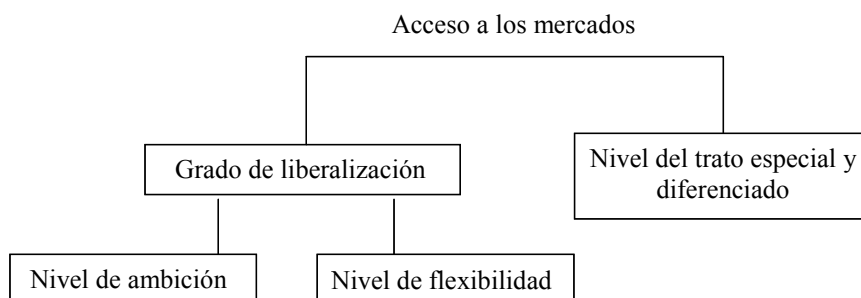 Acceso a los mercados
Grado de liberalización
Nivel del trato especial y
diferenciado
Nivel de ambición
Nivel de flexibilidad